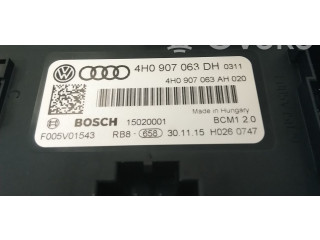 4H0 907 063 DH 0311
4H0 907 063 AH 020
Made in Hungary
BOSCH 15020001 BCM1 2.0
F005V01543 RB8- 658 30.11.15 H026 0747